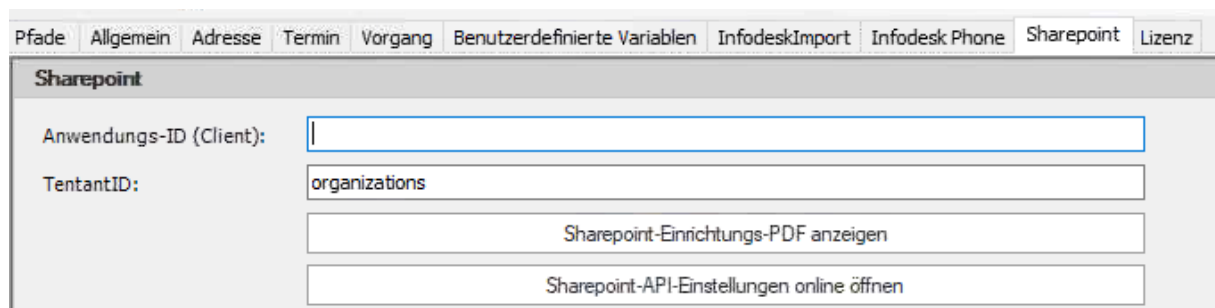 Pfade Allgemein Adresse Termin Vorgang Benutzerdefinierte Variablen InfodeskImport Infodesk Phone Sharepoint Lizenz
Sharepoint
Anwendungs-ID (Client):
TentantID: organizations
Sharepoint-Einrichtungs-PDF anzeigen
Sharepoint-API-Einstellungen online öffnen